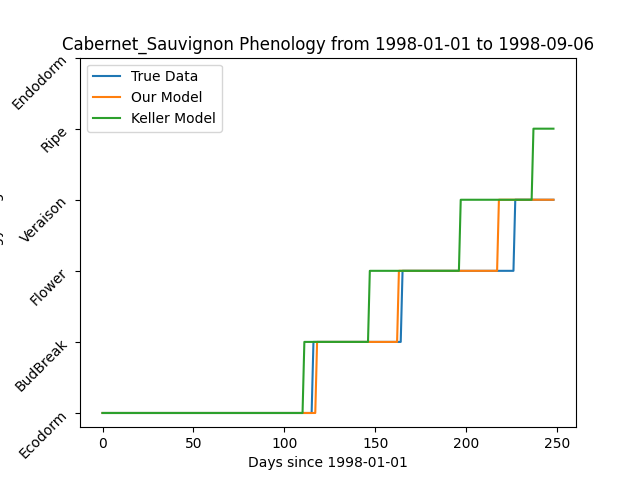 Cabernet_Sauvignon Phenology from 1998-01-01 to 1998-09-06
True Data
Our Model
Keller Model
Endodorm
Ripe
Veraison
Flower
BudBreak
Ecodorm
0 50 100 150 200 250
Days since 1998-01-01